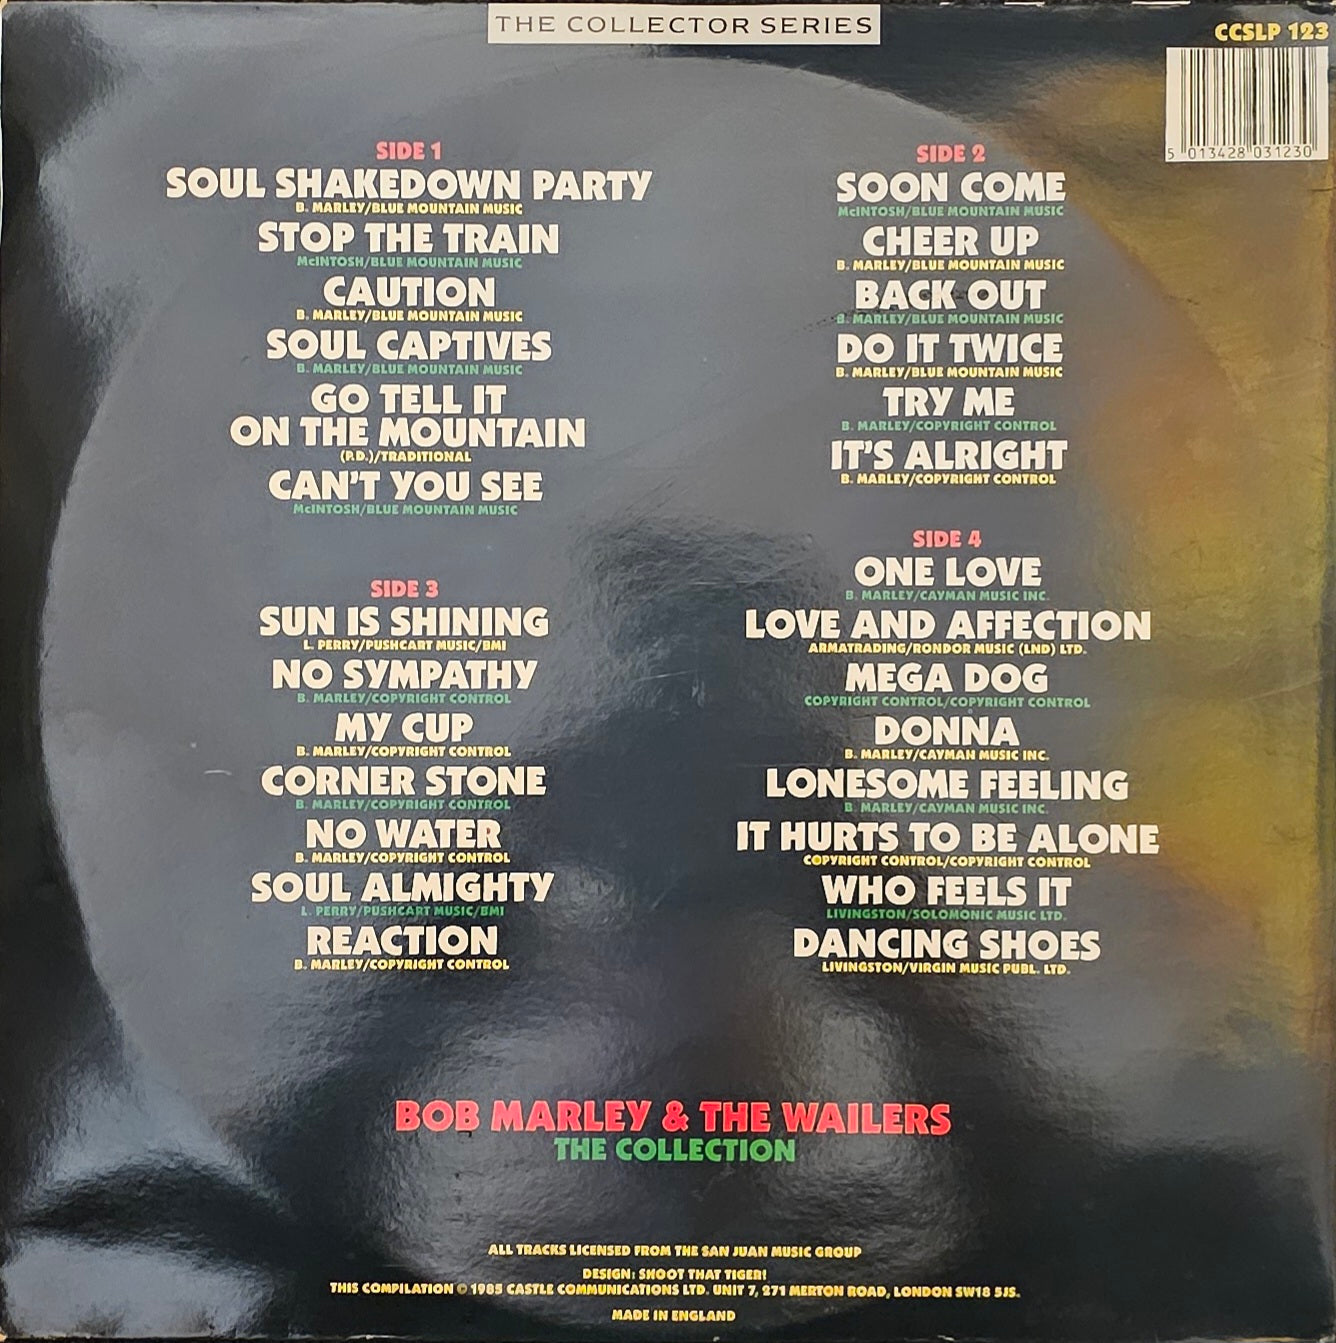 THE COLLECTOR SERIES
CCSLP 123
5 013428 031230
SIDE 1
SOUL SHAKEDOWN PARTY
B. MARLEY/BLUE MOUNTAIN MUSIC
STOP THE TRAIN
McINTOSH/BLUE MOUNTAIN MUSIC
CAUTION
B. MARLEY/BLUE MOUNTAIN MUSIC
SOUL CAPTIVES
B. MARLEY/BLUE MOUNTAIN MUSIC
GO TELL IT
ON THE MOUNTAIN
(P.D.)/TRADITIONAL
CAN'T YOU SEE
McINTOSH/BLUE MOUNTAIN MUSIC
SIDE 2
SOON COME
McINTOSH/BLUE MOUNTAIN MUSIC
CHEER UP
B. MARLEY/BLUE MOUNTAIN MUSIC
BACK OUT
B. MARLEY/BLUE MOUNTAIN MUSIC
DO IT TWICE
B. MARLEY/BLUE MOUNTAIN MUSIC
TRY ME
B. MARLEY/COPYRIGHT CONTROL
IT'S ALRIGHT
B. MARLEY/COPYRIGHT CONTROL
SIDE 3
SUN IS SHINING
L. PERRY/PUSHCART MUSIC/BMI
NO SYMPATHY
B. MARLEY/COPYRIGHT CONTROL
MY CUP
B. MARLEY/COPYRIGHT CONTROL
CORNER STONE
B. MARLEY/COPYRIGHT CONTROL
NO WATER
B. MARLEY/COPYRIGHT CONTROL
SOUL ALMIGHTY
L. PERRY/PUSHCART MUSIC/BMI
REACTION
B. MARLEY/COPYRIGHT CONTROL
SIDE 4
ONE LOVE
B. MARLEY/CAYMAN MUSIC INC.
LOVE AND AFFECTION
ARMATRADING/RONDOR MUSIC (LND) LTD.
MEGA DOG
COPYRIGHT CONTROL/COPYRIGHT CONTROL
DONNA
B. MARLEY/CAYMAN MUSIC INC.
LONESOME FEELING
B. MARLEY/CAYMAN MUSIC INC.
IT HURTS TO BE ALONE
COPYRIGHT CONTROL/COPYRIGHT CONTROL
WHO FEELS IT
LIVINGSTON/SOLOMONIC MUSIC LTD.
DANCING SHOES
LIVINGSTON/VIRGIN MUSIC PUBL. LTD.
BOB MARLEY & THE WAILERS
THE COLLECTION
ALL TRACKS LICENSED FROM THE SAN JUAN MUSIC GROUP
DESIGN: SHOOT THAT TIGER!
THIS COMPILATION © 1985 CASTLE COMMUNICATIONS LTD. UNIT 7, 271 MERTON ROAD, LONDON SW18 5JS.
MADE IN ENGLAND